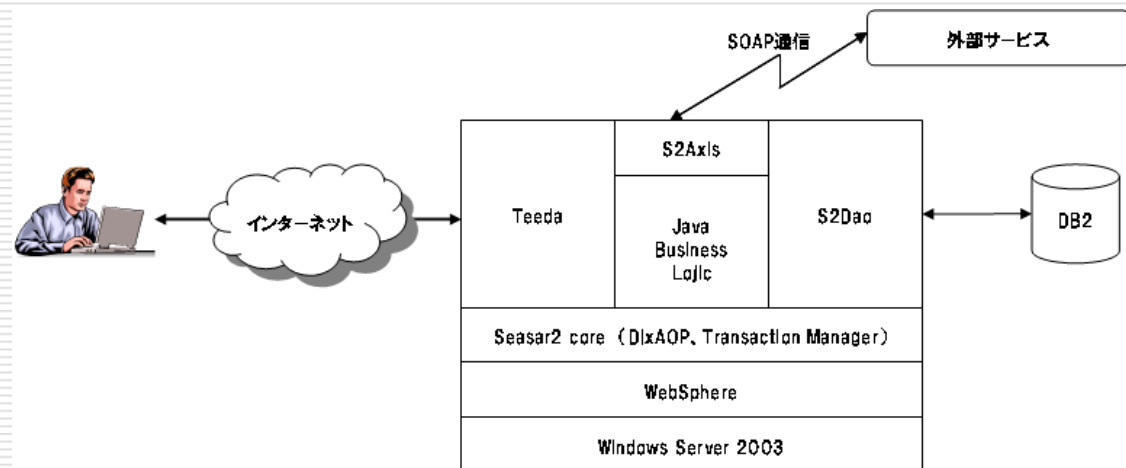 SOAP通信
外部サービス
S2Axis
インターネット
Teeda
Java
Business
Lojic
S2Dao
DB2
Seasar2 core (DIxAOP、Transaction Manager)
WebSphere
Windows Server 2003